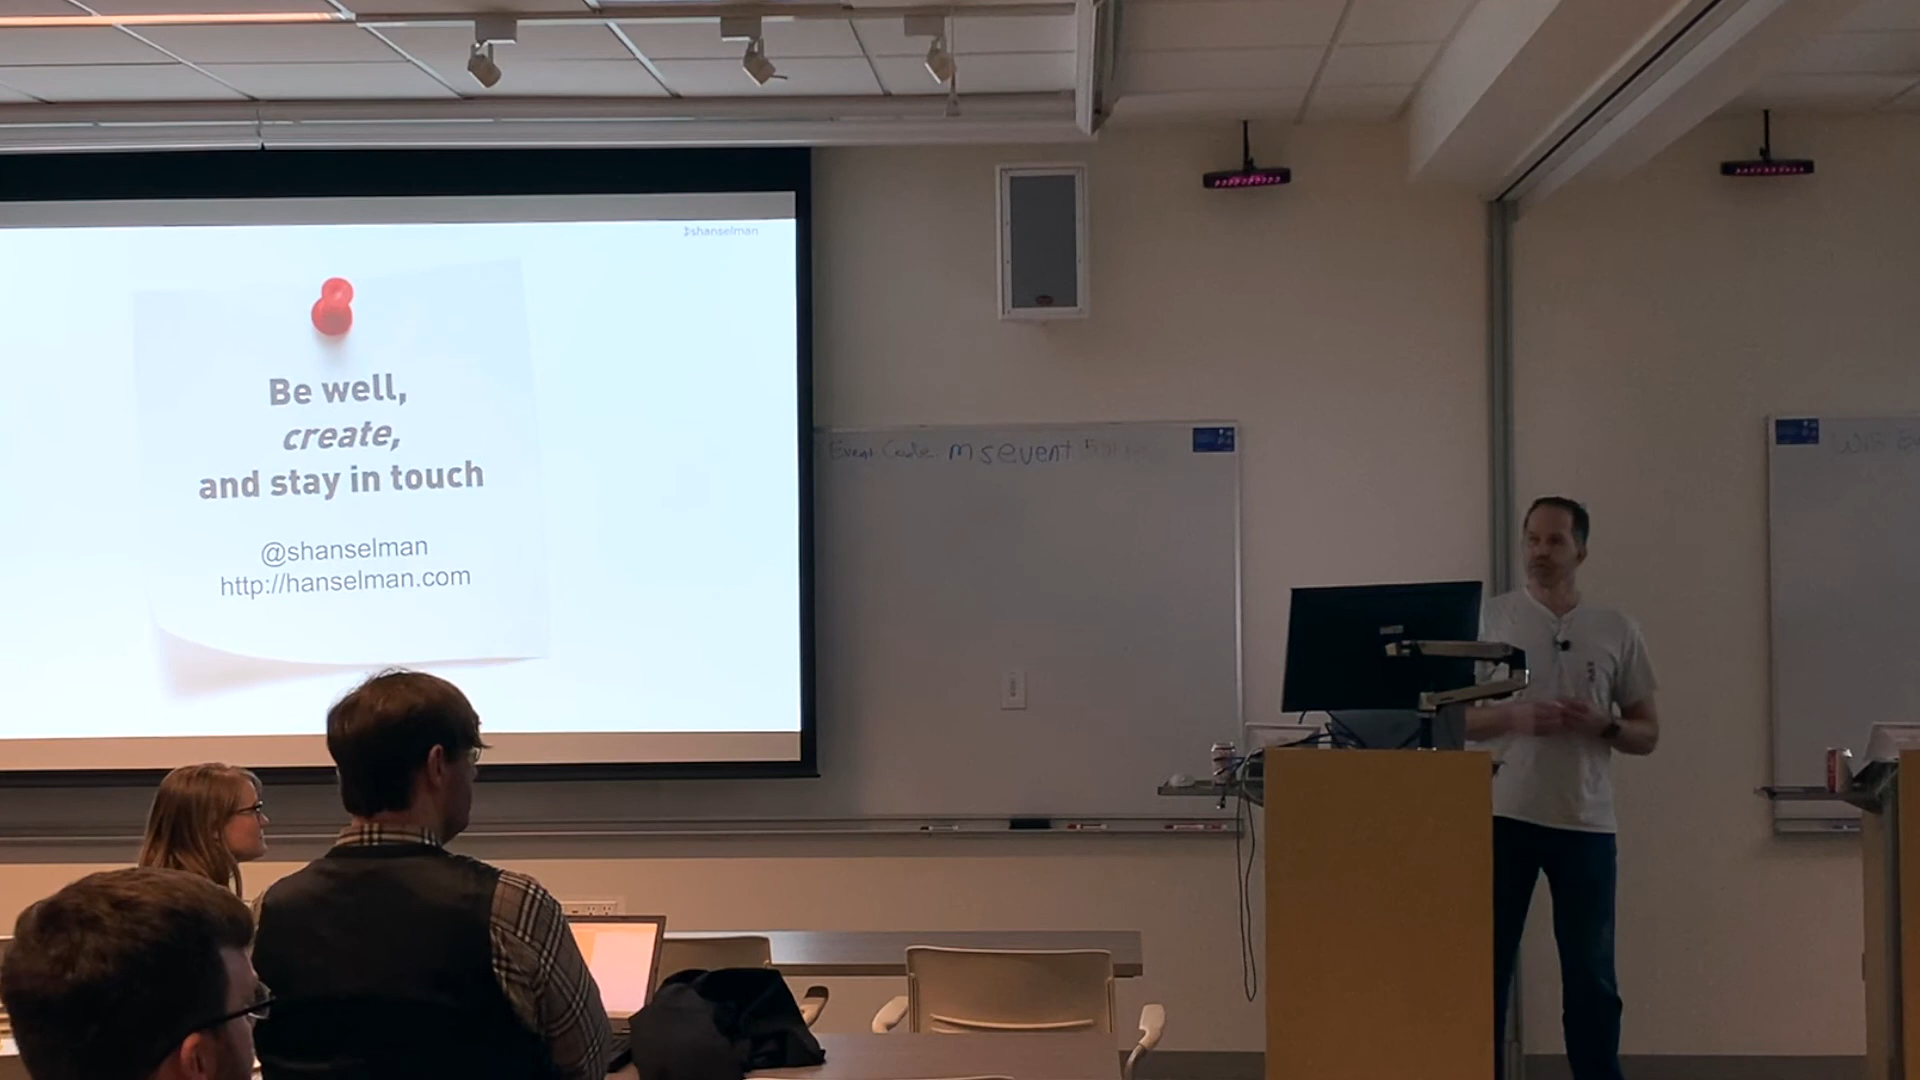 @shanselman
Be well,
create,
and stay in touch
@shanselman
http://hanselman.com
Event Code: msevent